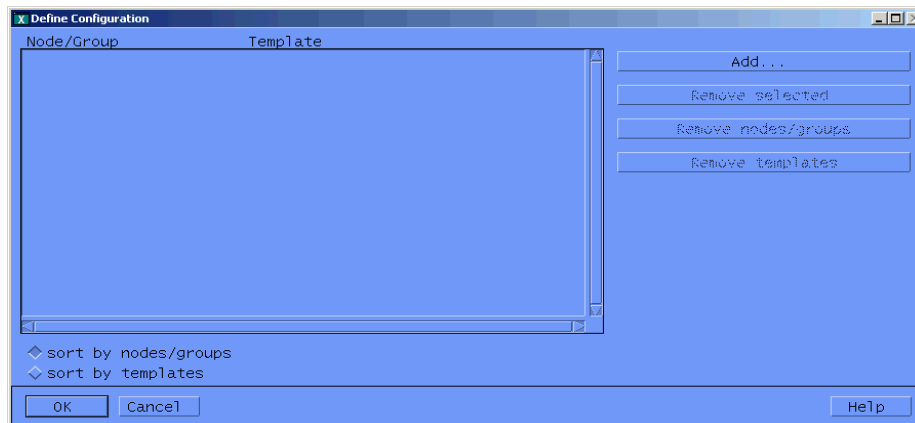 Define Configuration
Node/Group Template
Add...
Remove selected
Remove nodes/groups
Remove templates
sort by nodes/groups
sort by templates
OK Cancel Help